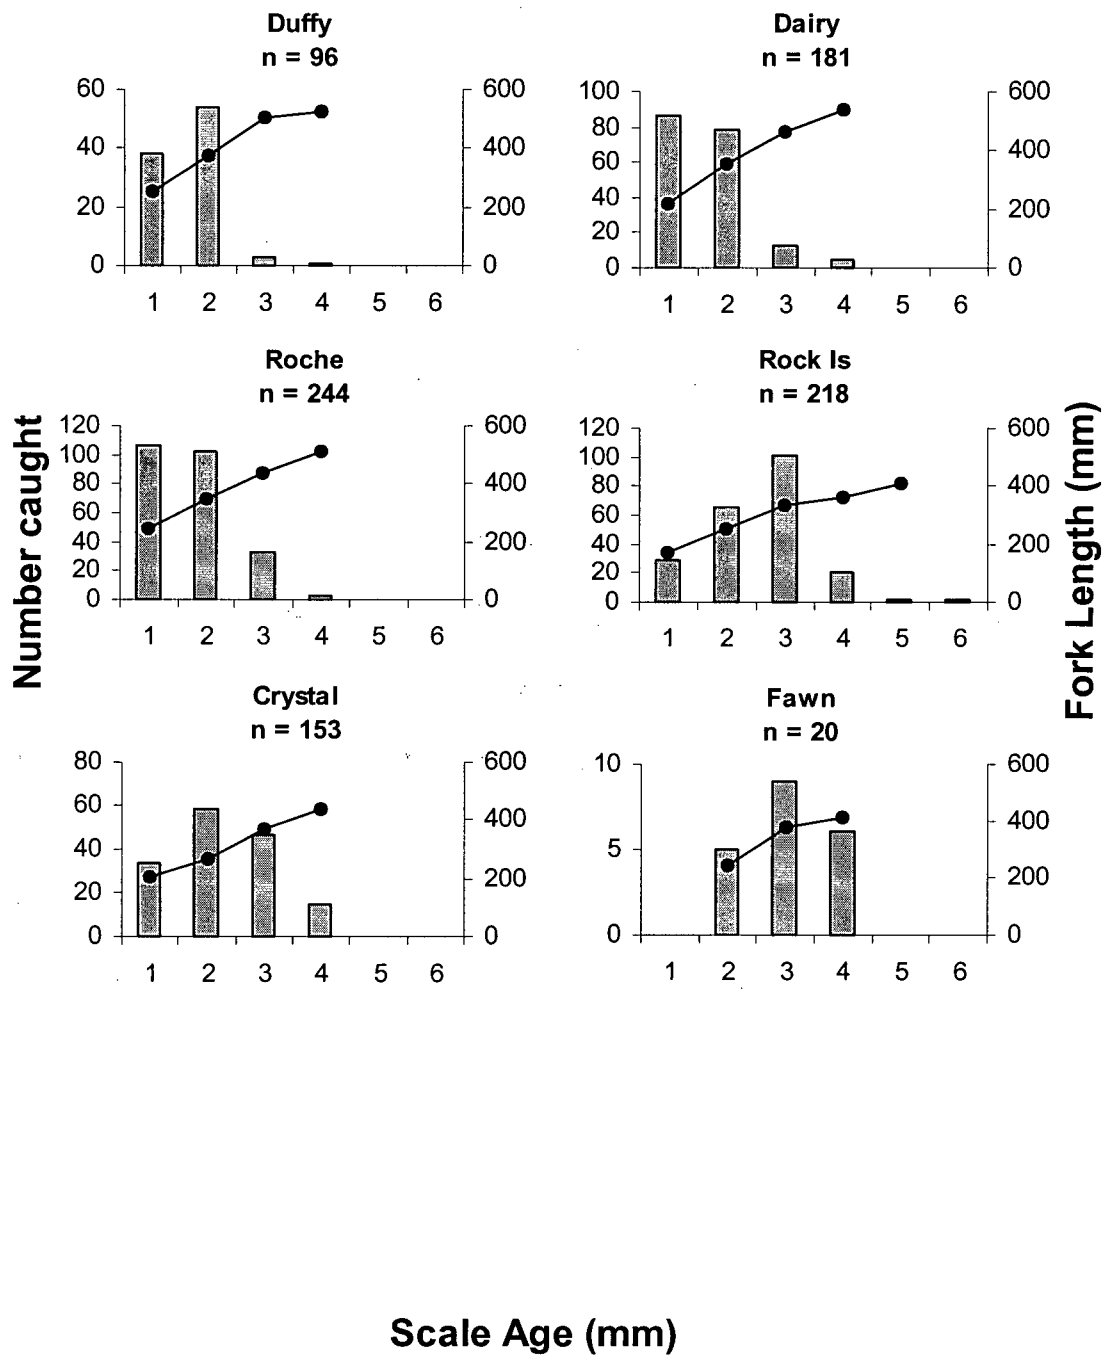 Duffy
n = 96
60
40
20
0
600
400
200
0
1 2 3 4 5 6
Dairy
n = 181
100
80
60
40
20
0
600
400
200
0
1 2 3 4 5 6
Roche
n = 244
120
100
80
60
40
20
0
600
400
200
0
1 2 3 4 5 6
Rock Is
n = 218
120
100
80
60
40
20
0
600
400
200
0
1 2 3 4 5 6
Crystal
n = 153
80
60
40
20
0
600
400
200
0
1 2 3 4 5 6
Fawn
n = 20
10
5
0
600
400
200
0
1 2 3 4 5 6
Number caught
Fork Length (mm)
Scale Age (mm)